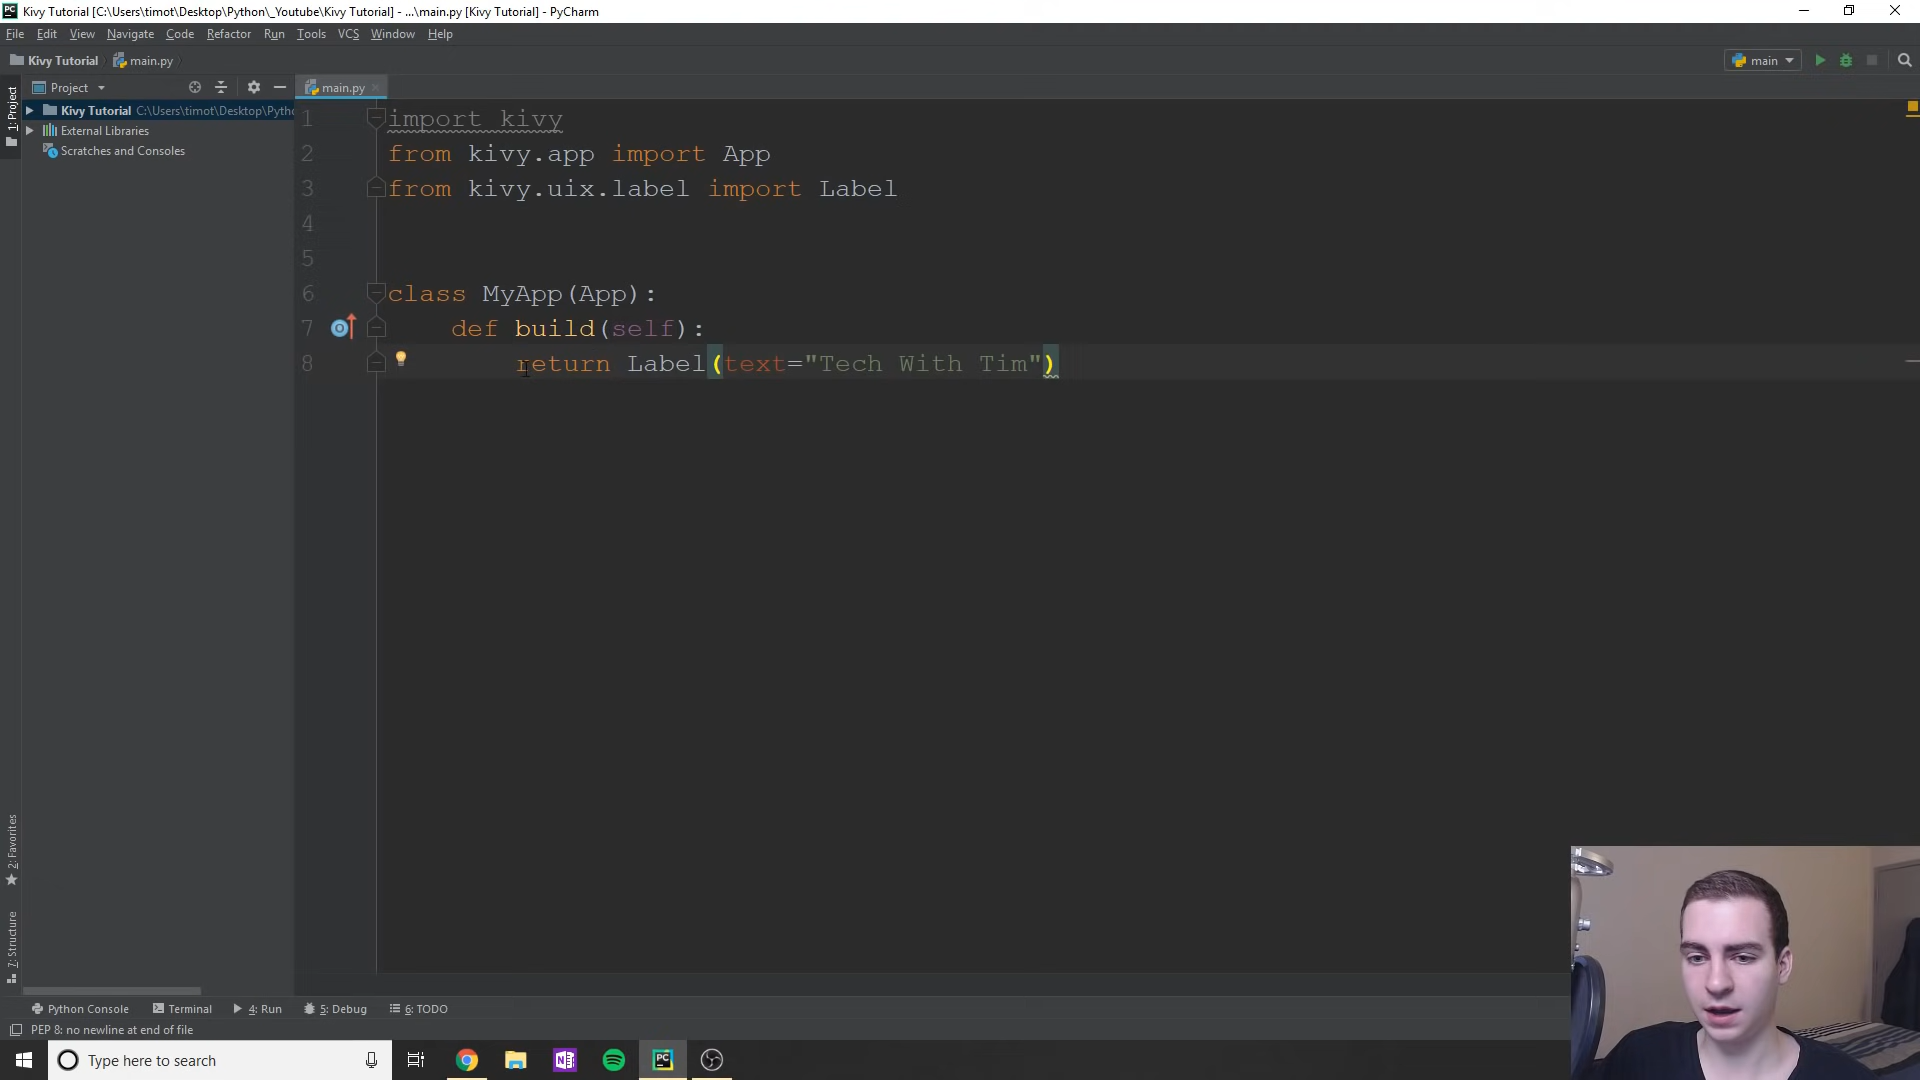 Kivy Tutorial [C:\Users\timot\Desktop\Python\_Youtube\Kivy Tutorial] - ...\main.py [Kivy Tutorial] - PyCharm
File Edit View Navigate Code Refactor Run Tools VCS Window Help
Kivy Tutorial main.py main
Project main.py
1: Project
Kivy Tutorial C:\Users\timot\Desktop\Pytho
External Libraries
Scratches and Consoles
1 import kivy
2 from kivy.app import App
3 from kivy.uix.label import Label
4
5
6 class MyApp(App):
7     def build(self):
8         return Label(text="Tech With Tim")
2: Favorites
7: Structure
Python Console Terminal 4: Run 5: Debug 6: TODO
PEP 8: no newline at end of file
Type here to search